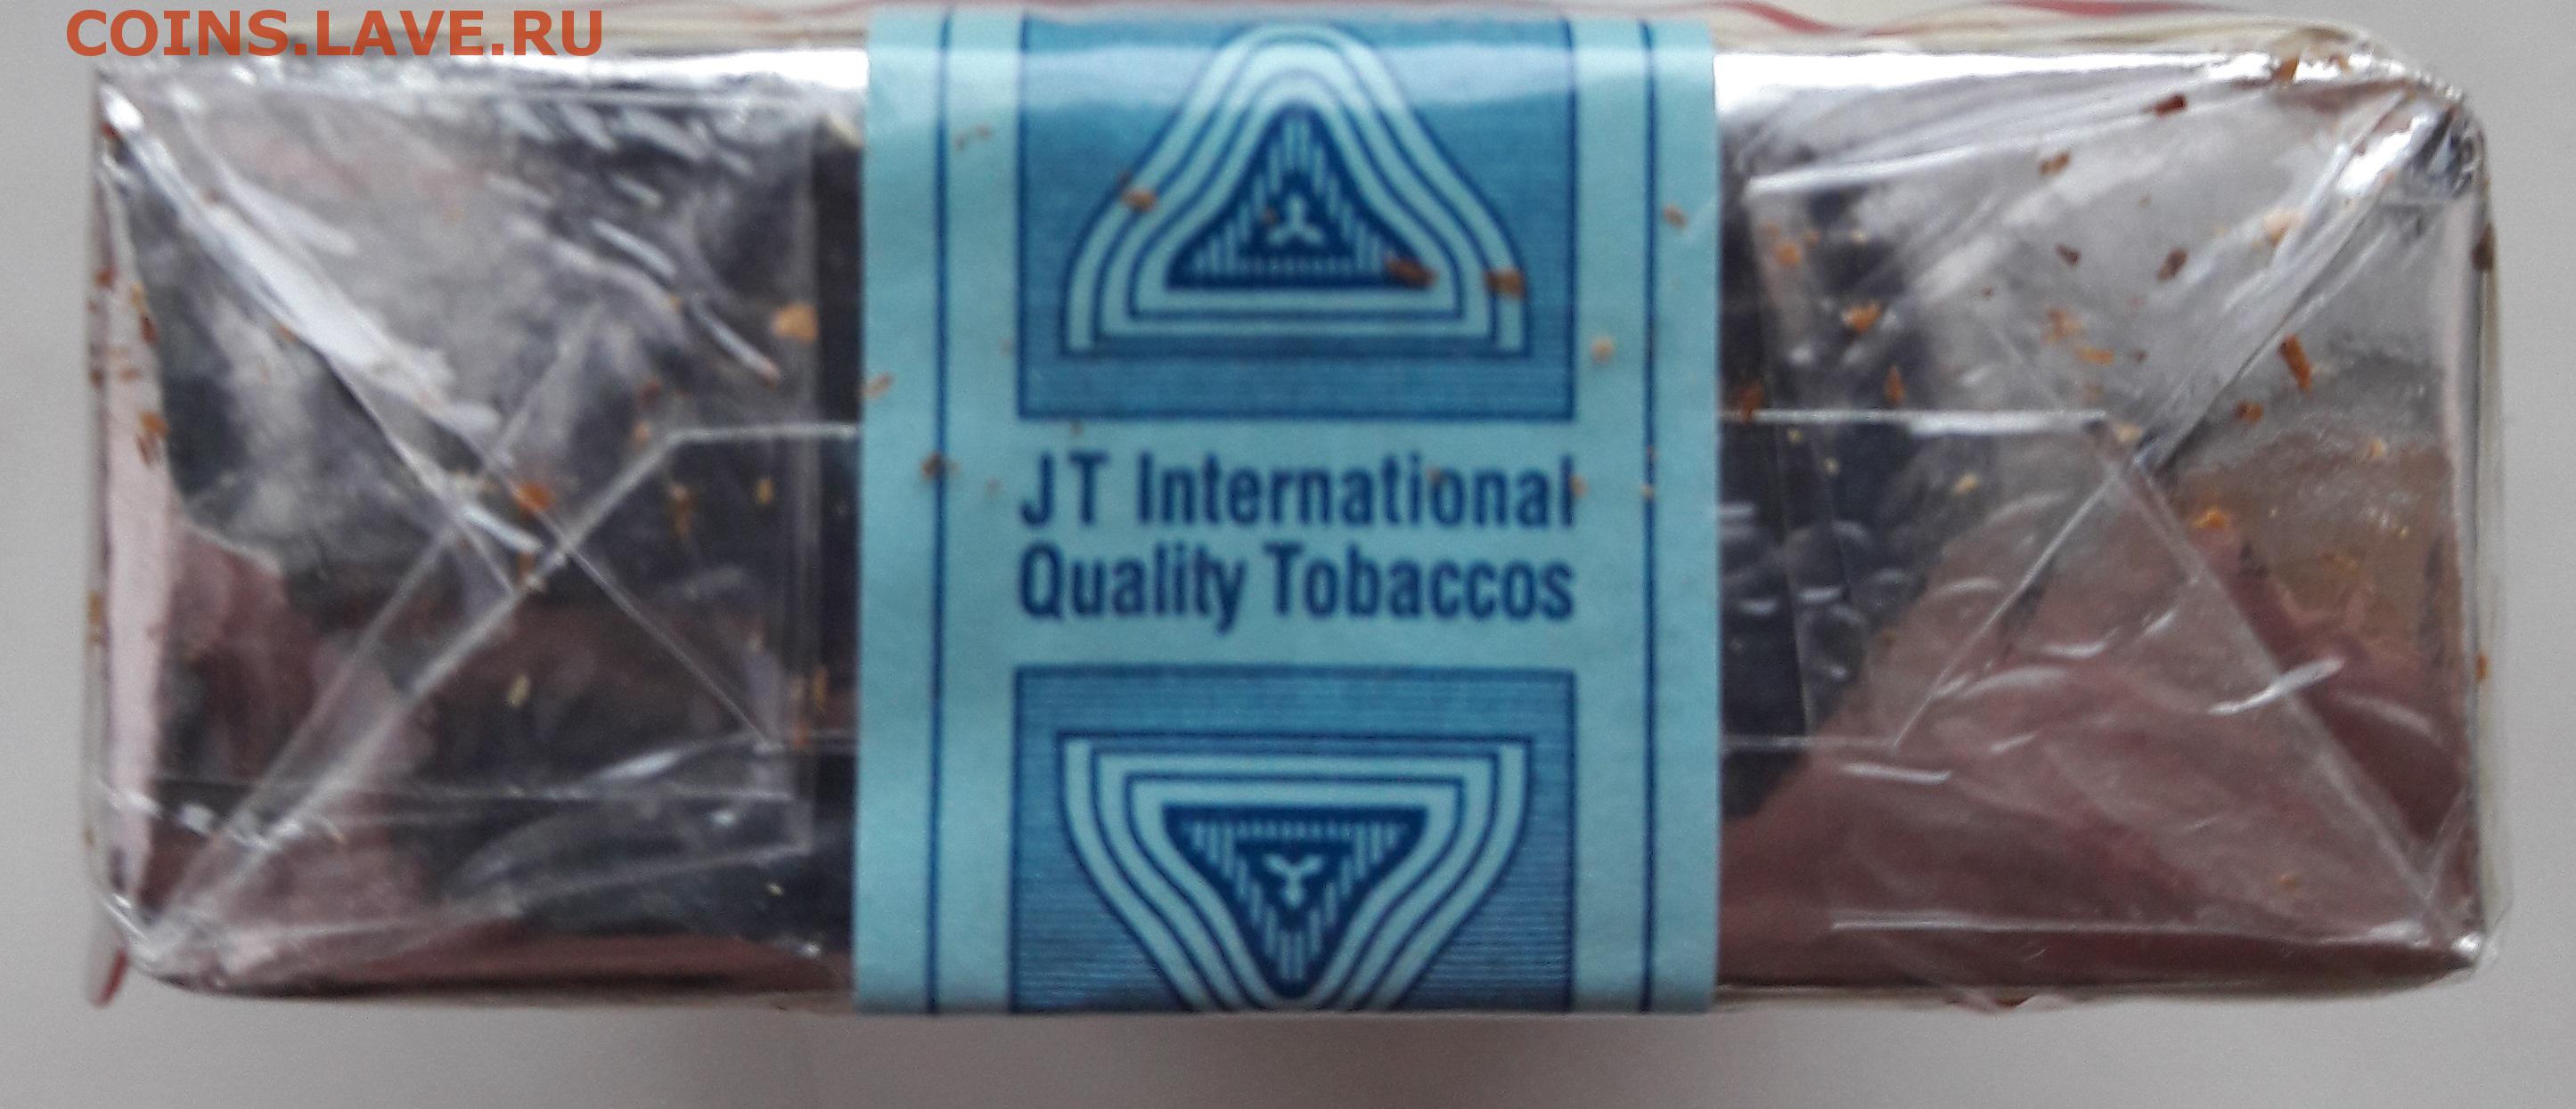 COINS.LAVE.RU
JT International
Quality Tobaccos